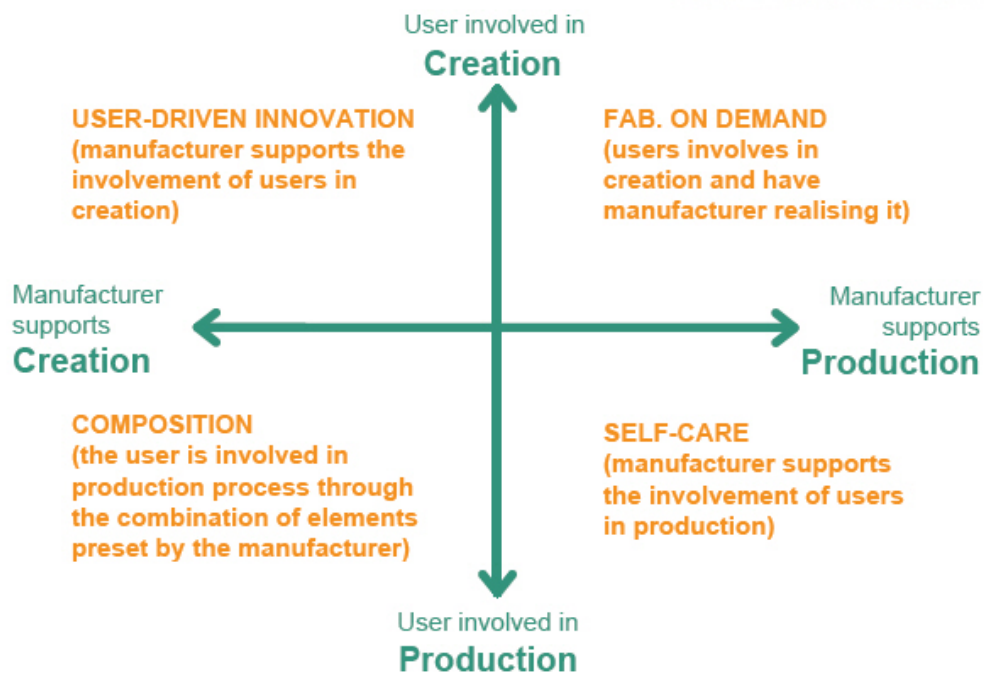 User involved in
Creation
USER-DRIVEN INNOVATION
(manufacturer supports the
involvement of users in
creation)
FAB. ON DEMAND
(users involves in
creation and have
manufacturer realising it)
Manufacturer
supports
Creation
Manufacturer
supports
Production
COMPOSITION
(the user is involved in
production process through
the combination of elements
preset by the manufacturer)
SELF-CARE
(manufacturer supports
the involvement of users
in production)
User involved in
Production